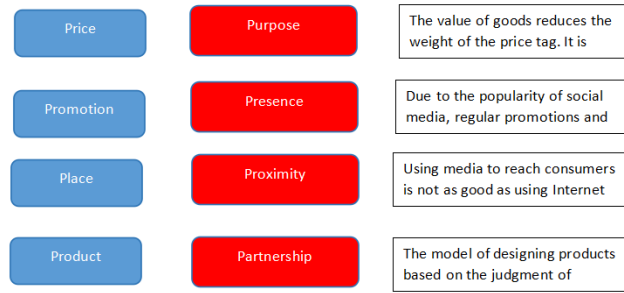 Price
Purpose
The value of goods reduces the
weight of the price tag. It is
Promotion
Presence
Due to the popularity of social
media, regular promotions and
Place
Proximity
Using media to reach consumers
is not as good as using Internet
Product
Partnership
The model of designing products
based on the judgment of